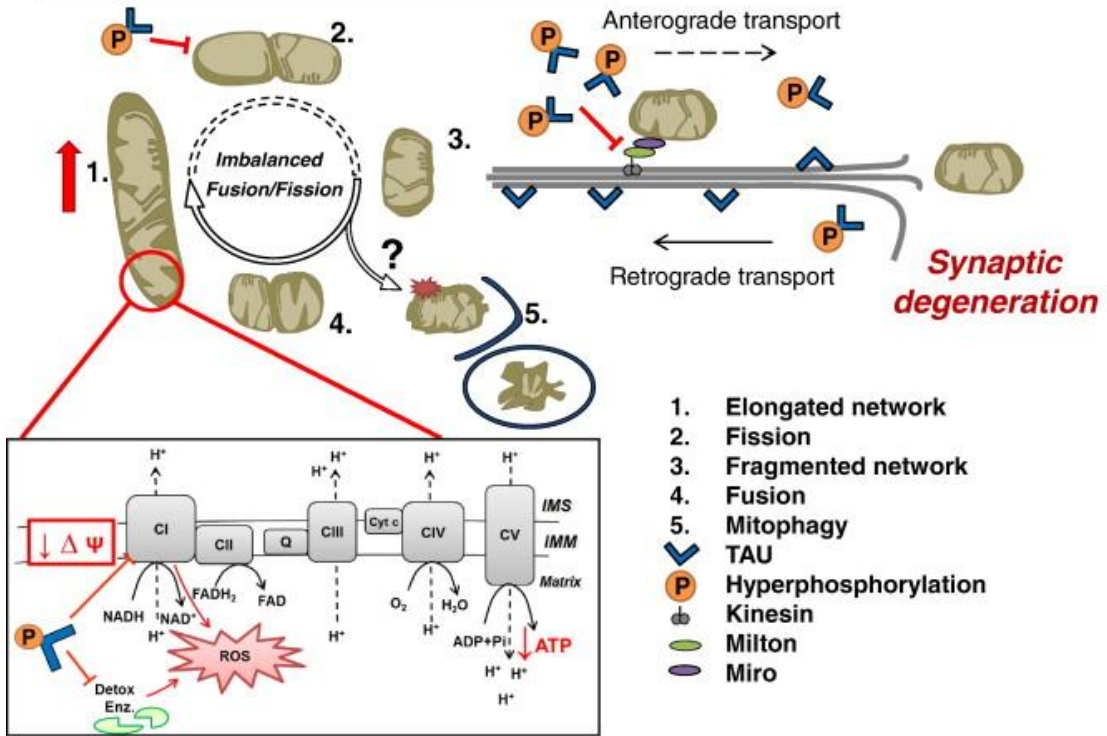 P
2.
Anterograde transport
P
P
P
P
1.
Imbalanced
Fusion/Fission
3.
?
4.
5.
P
Retrograde transport
Synaptic
degeneration
1. Elongated network
2. Fission
3. Fragmented network
4. Fusion
5. Mitophagy
TAU
P Hyperphosphorylation
Kinesin
Milton
Miro
H⁺
H⁺
H⁺
H⁺
H⁺
↓ Δ Ψ
CI
CII
Q
CIII
Cyt c
CIV
CV
IMS
IMM
Matrix
NADH
NAD⁺
H⁺
FADH₂
FAD
H⁺
O₂
H₂O
H⁺
ADP+Pi
↓ATP
H⁺
H⁺
H⁺
P
ROS
Detox
Enz.